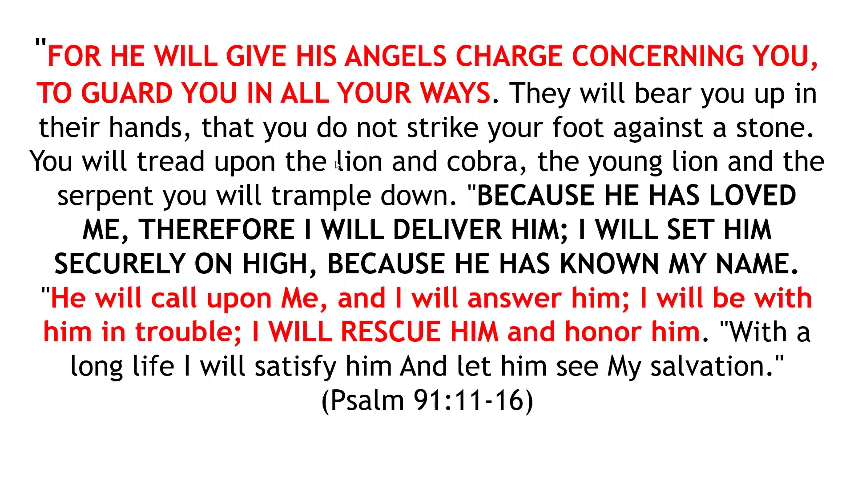 "FOR HE WILL GIVE HIS ANGELS CHARGE CONCERNING YOU,
TO GUARD YOU IN ALL YOUR WAYS. They will bear you up in
their hands, that you do not strike your foot against a stone.
You will tread upon the lion and cobra, the young lion and the
serpent you will trample down. "BECAUSE HE HAS LOVED
ME, THEREFORE I WILL DELIVER HIM; I WILL SET HIM
SECURELY ON HIGH, BECAUSE HE HAS KNOWN MY NAME.
"He will call upon Me, and I will answer him; I will be with
him in trouble; I WILL RESCUE HIM and honor him. "With a
long life I will satisfy him And let him see My salvation."
(Psalm 91:11-16)